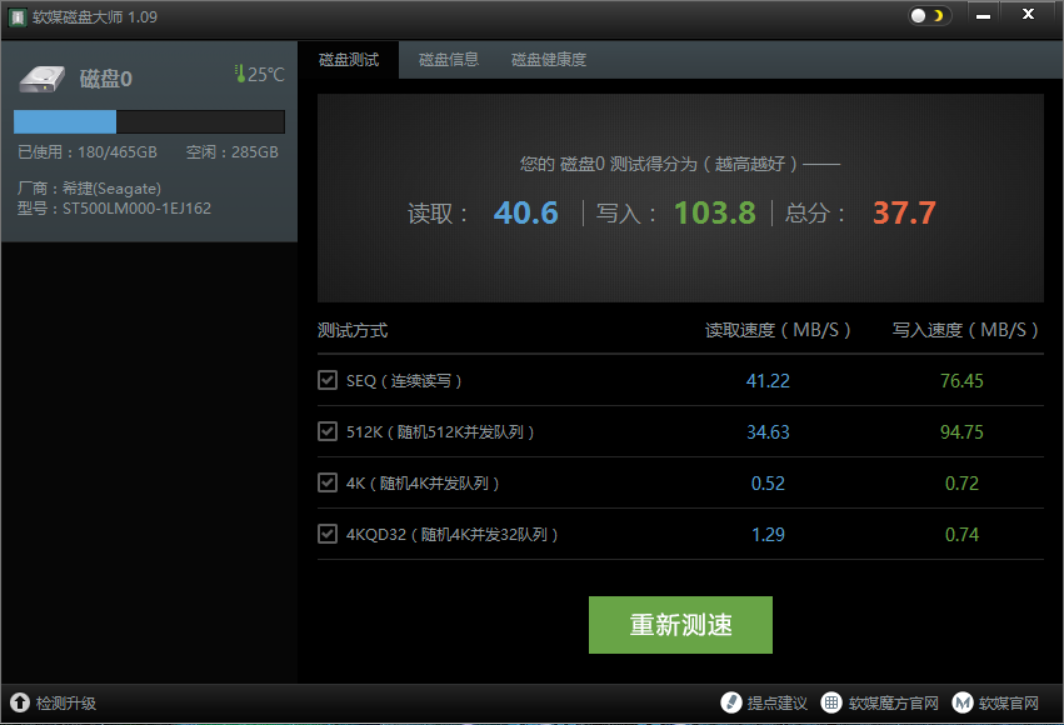 软媒磁盘大师 1.09
磁盘0 25℃
已使用：180/465GB 空闲：285GB
厂商：希捷(Seagate)
型号：ST500LM000-1EJ162
磁盘测试 磁盘信息 磁盘健康度
您的 磁盘0 测试得分为（越高越好）——
读取： 40.6 写入： 103.8 总分： 37.7
测试方式 读取速度（MB/S） 写入速度（MB/S）
SEQ（连续读写） 41.22 76.45
512K（随机512K并发队列） 34.63 94.75
4K（随机4K并发队列） 0.52 0.72
4KQD32（随机4K并发32队列） 1.29 0.74
重新测速
检测升级 提点建议 软媒魔方官网 软媒官网